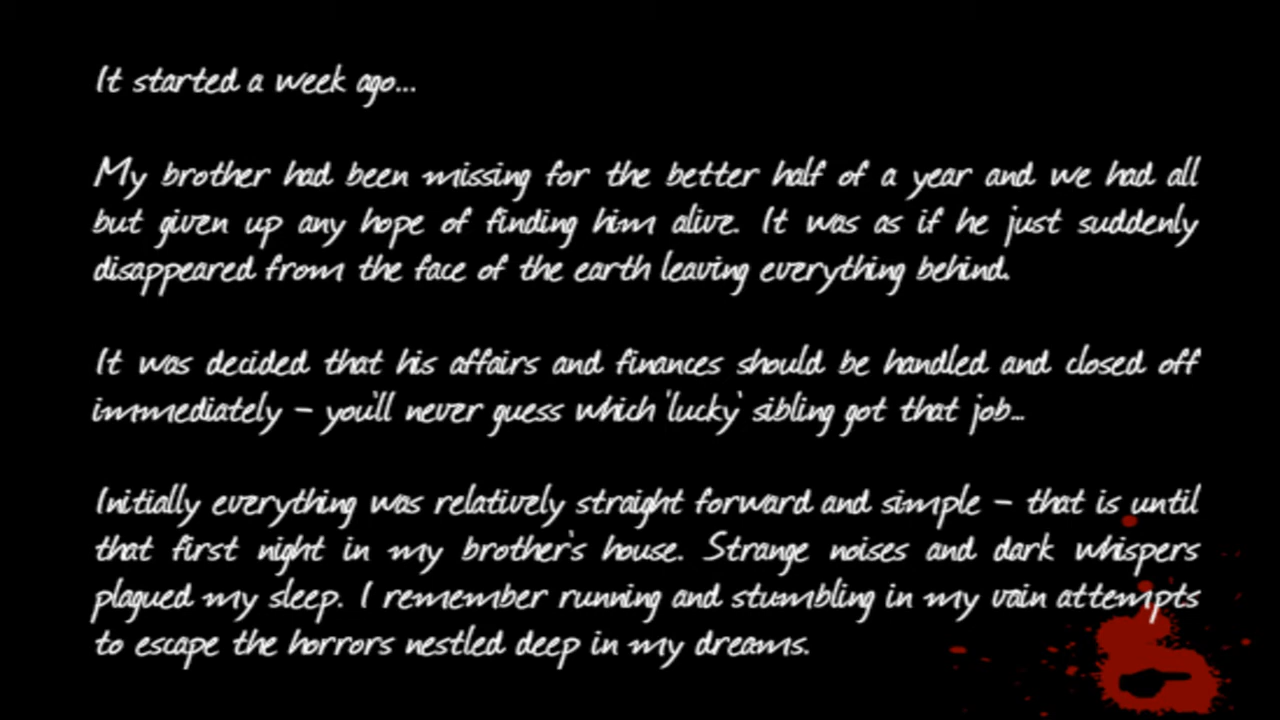 It started a week ago...
My brother had been missing for the better half of a year and we had all
but given up any hope of finding him alive. It was as if he just suddenly
disappeared from the face of the earth leaving everything behind.
It was decided that his affairs and finances should be handled and closed off
immediately – you'll never guess which 'lucky' sibling got that job...
Initially everything was relatively straight forward and simple – that is until
that first night in my brother's house. Strange noises and dark whispers
plagued my sleep. I remember running and stumbling in my vain attempts
to escape the horrors nestled deep in my dreams.